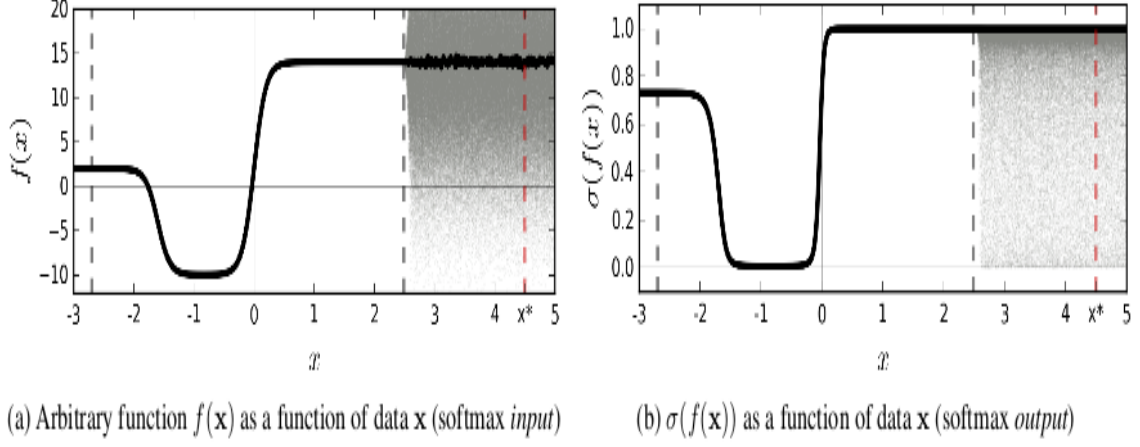 20
15
10
5
0
−5
−10
f(x)
-3 -2 -1 0 1 2 3 4 x* 5
x
(a) Arbitrary function f(x) as a function of data x (softmax input)
1.0
0.8
0.6
0.4
0.2
0.0
σ(f(x))
-3 -2 -1 0 1 2 3 4 x* 5
x
(b) σ(f(x)) as a function of data x (softmax output)